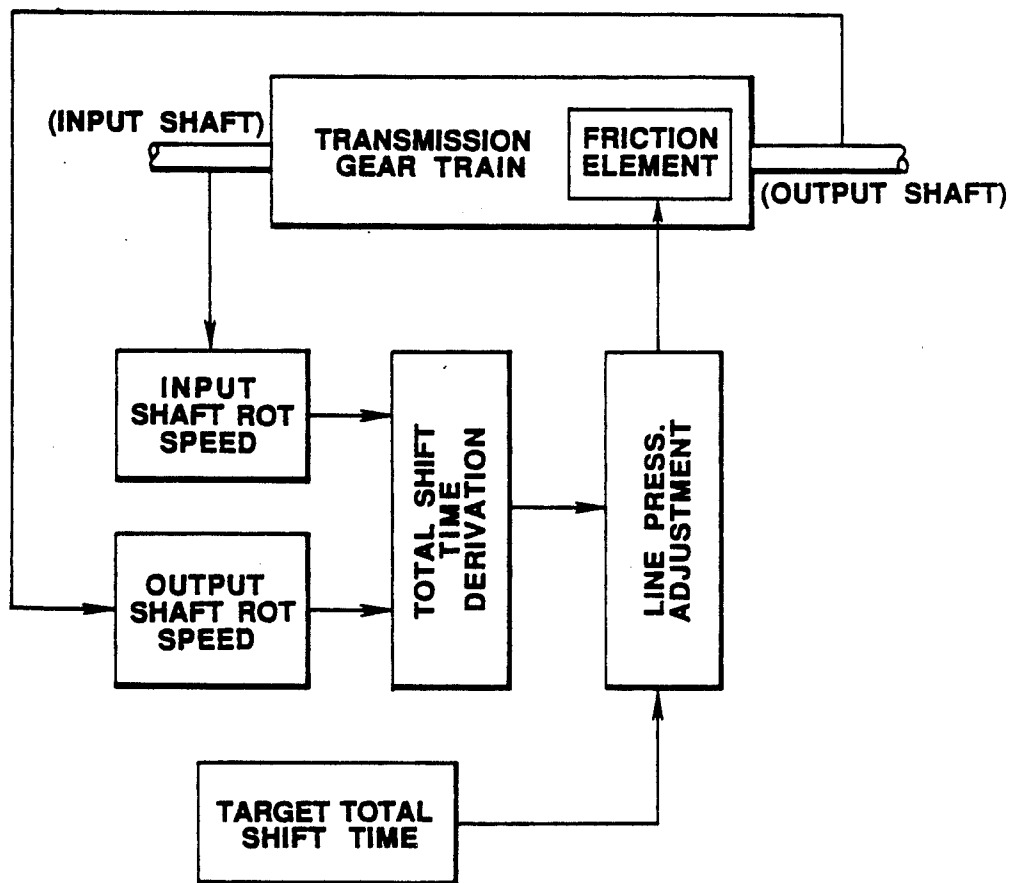 (INPUT SHAFT)
TRANSMISSION
GEAR TRAIN
FRICTION
ELEMENT
(OUTPUT SHAFT)
INPUT
SHAFT ROT
SPEED
OUTPUT
SHAFT ROT
SPEED
TOTAL SHIFT
TIME
DERIVATION
LINE PRESS.
ADJUSTMENT
TARGET TOTAL
SHIFT TIME